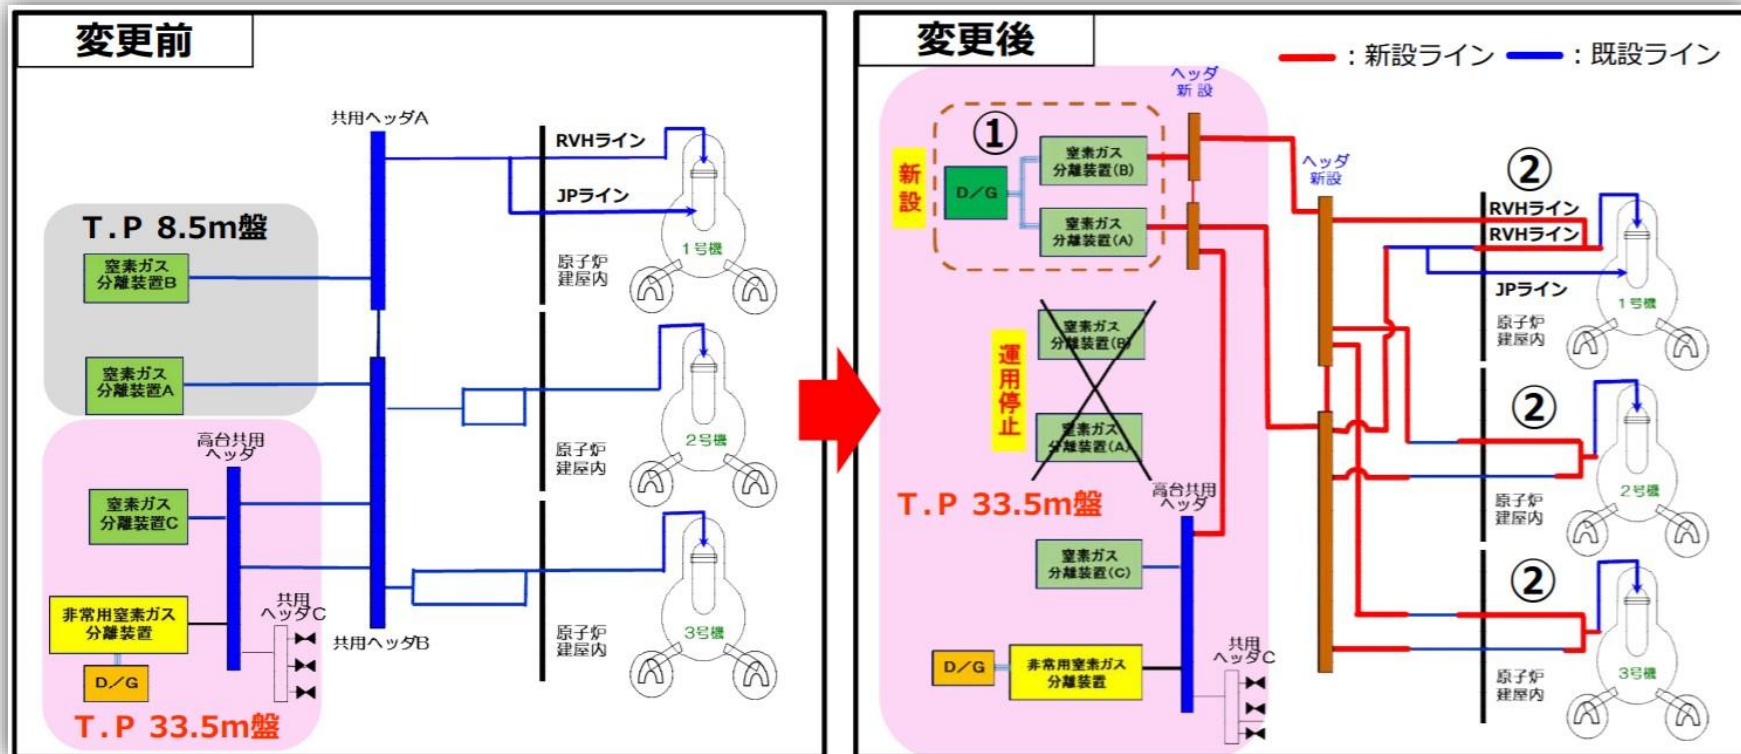 変更前
共用ヘッダA
RVHライン
JPライン
1号機
原子炉
建屋内
T.P 8.5m盤
窒素ガス
分離装置B
窒素ガス
分離装置A
2号機
原子炉
建屋内
高台共用
ヘッダ
窒素ガス
分離装置C
非常用窒素ガス
分離装置
D/G
共用
ヘッダC
共用ヘッダB
3号機
原子炉
建屋内
T.P 33.5m盤
変更後
:新設ライン
:既設ライン
ヘッダ
新設
①
新設
D/G
窒素ガス
分離装置(B)
窒素ガス
分離装置(A)
ヘッダ
新設
②
RVHライン
RVHライン
JPライン
1号機
原子炉
建屋内
運用停止
窒素ガス
分離装置(B)
窒素ガス
分離装置(A)
T.P 33.5m盤
②
2号機
原子炉
建屋内
高台共用
ヘッダ
窒素ガス
分離装置(C)
D/G
非常用窒素ガス
分離装置
共用
ヘッダC
②
3号機
原子炉
建屋内